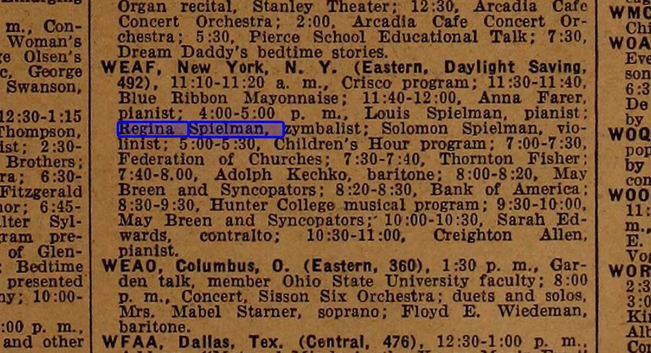 Organ recital, Stanley Theater; 12:30, Arcadia Cafe
Concert Orchestra; 2:00, Arcadia Cafe Concert Or-
chestra; 5:30, Pierce School Educational Talk; 7:30,
Dream Daddy's bedtime stories.
WEAF, New York, N. Y. (Eastern, Daylight Saving,
492), 11:10-11:20 a. m., Crisco program; 11:30-11:40,
Blue Ribbon Mayonnaise; 11:40-12:00, Anna Farer,
pianist; 4:00-5:00 p. m., Louis Spielman, pianist;
Regina Spielman, zymbalist; Solomon Spielman, vio-
linist; 5:00-5:30, Children's Hour program; 7:00-7:30,
Federation of Churches; 7:30-7:40, Thornton Fisher;
7:40-8.00, Adolph Kechko, baritone; 8:00-8:20, May
Breen and Syncopators; 8:20-8:30, Bank of America;
8:30-9:30, Hunter College musical program; 9:30-10:00,
May Breen and Syncopators; 10:00-10:30, Sarah Ed-
wards, contralto; 10:30-11:00, Creighton Allen,
pianist.
WEAO, Columbus, O. (Eastern, 360), 1:30 p. m., Gar-
den talk, member Ohio State University faculty; 8:00
p. m., Concert, Sisson Six Orchestra; duets and solos,
Mrs. Mabel Starner, soprano; Floyd E. Wiedeman,
baritone.
WFAA, Dallas, Tex. (Central, 476), 12:30-1:00 p. m.,
m., Con-
Woman's
e Olsen's
c, George
Swanson,
12:30-1:15
Thompson,
ist; 2:30-
Brothers;
ra; 6:30-
Fitzgerald
nor; 6:45-
lter Syl-
gram pre-
of Glen-
Bedtime
presented
ny; 10:00-
:00 p. m.,
and other
WMC
WOA
Eve
son
6:3
De
by
WOQ
pop
by
con
WOO
11:
m.,
E.
Vog
WOR
2:3
3:0
Kin
Alb